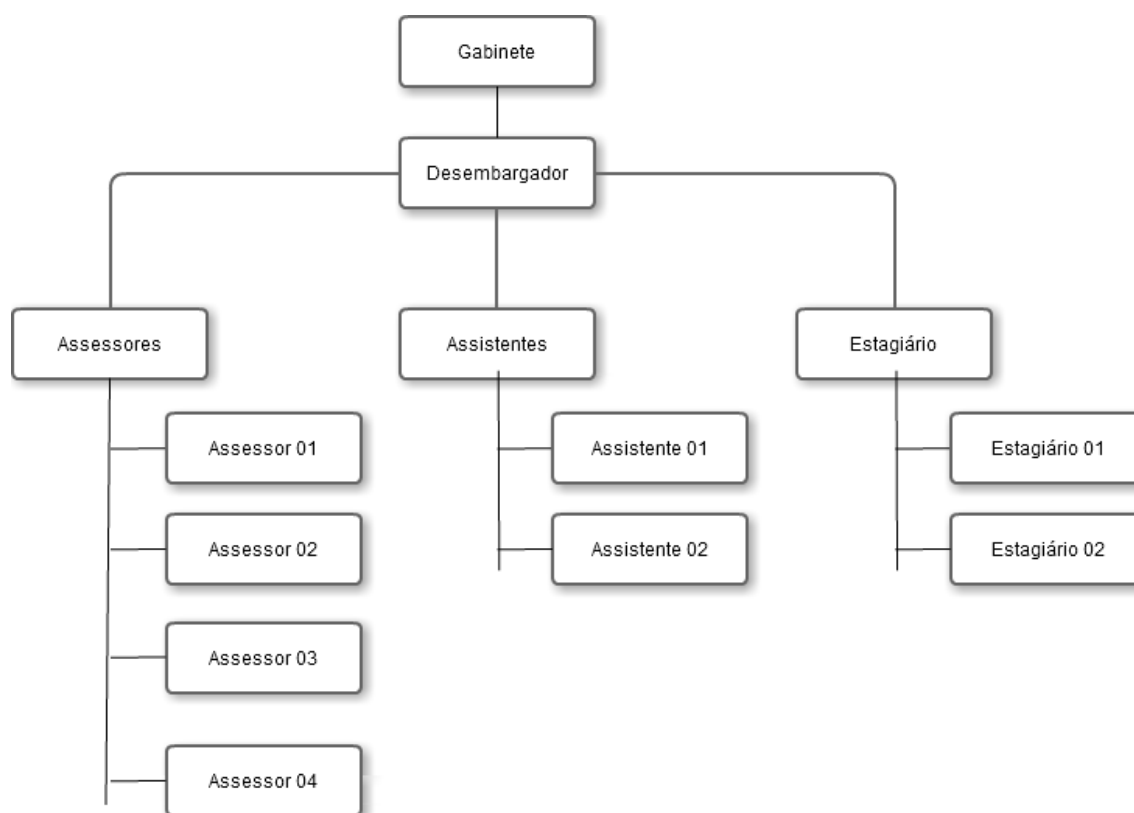 Gabinete
Desembargador
Assessores
Assistentes
Estagiário
Assessor 01
Assistente 01
Estagiário 01
Assessor 02
Assistente 02
Estagiário 02
Assessor 03
Assessor 04